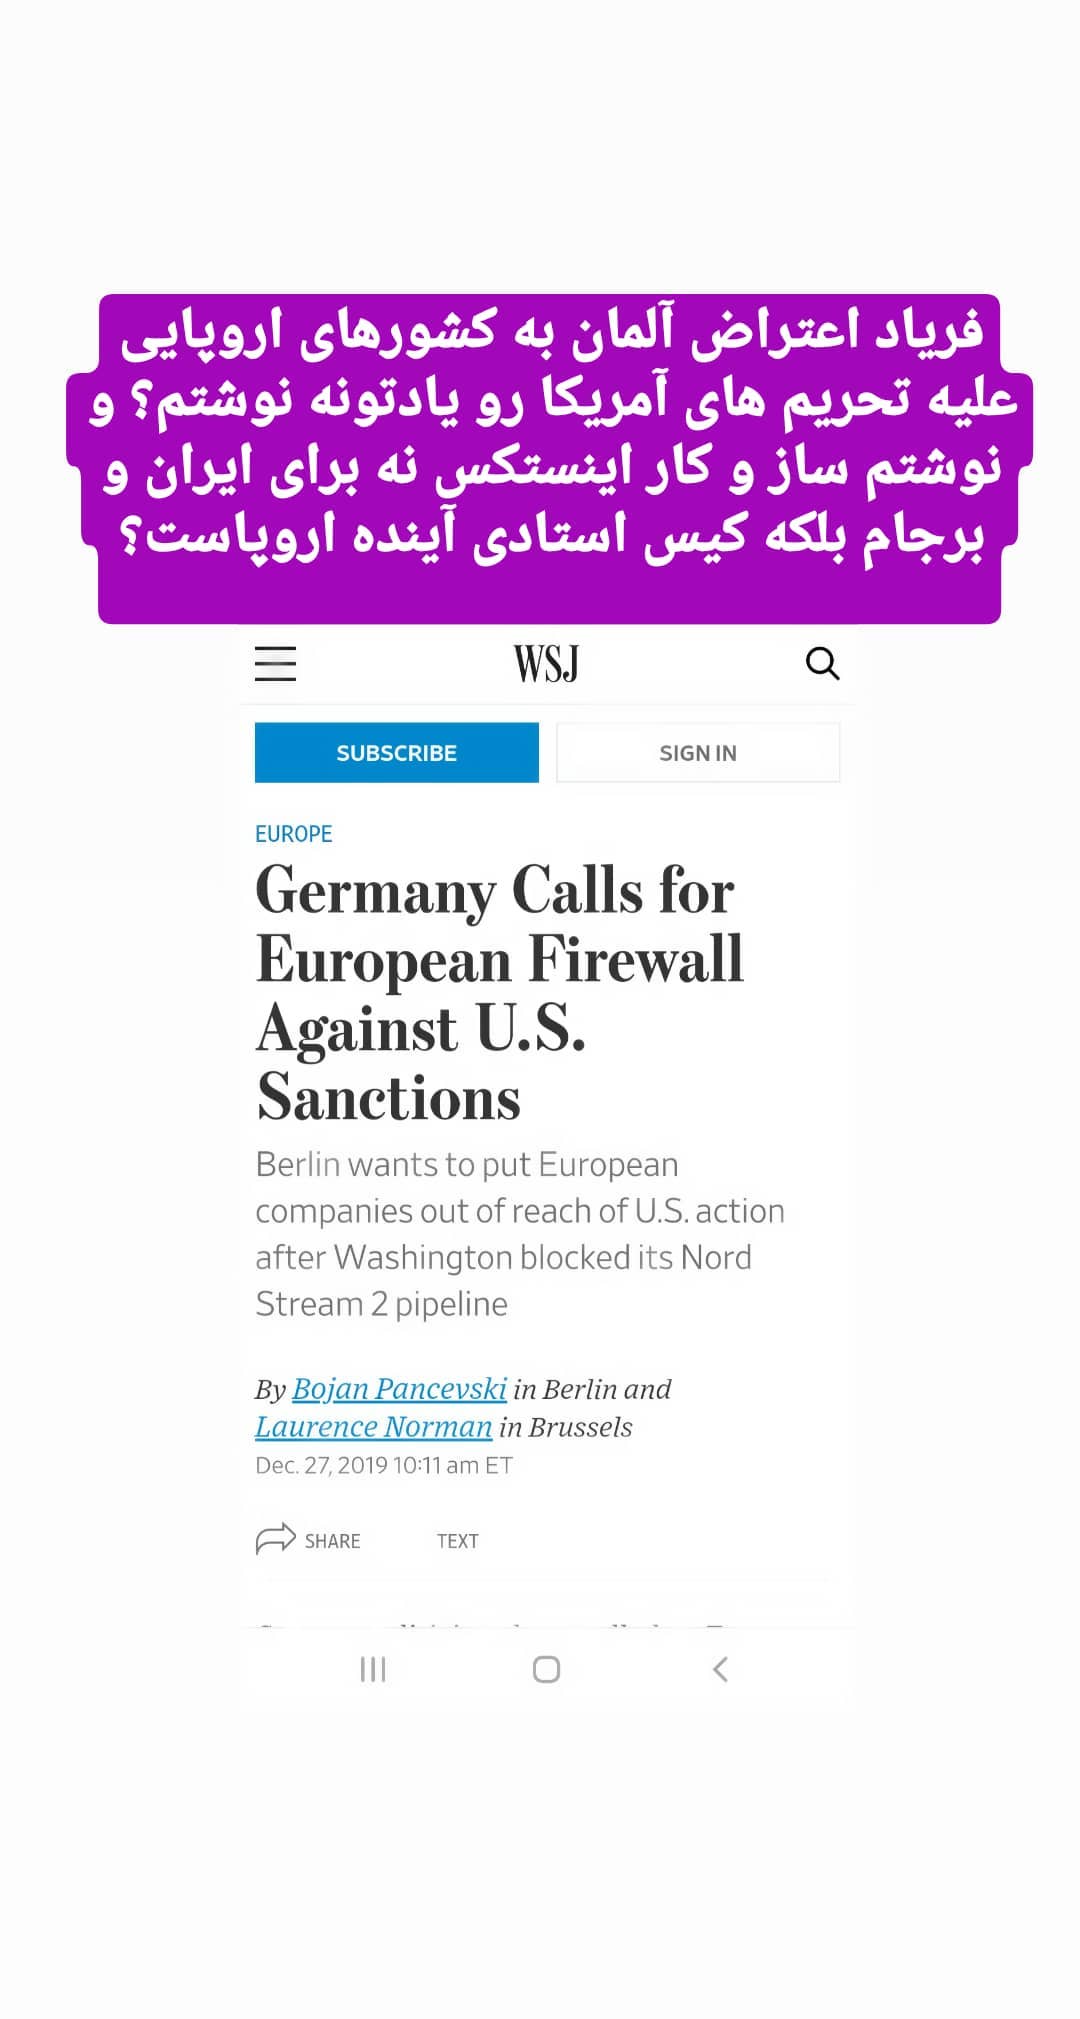 فریاد اعتراض آلمان به کشورهای اروپایی
علیه تحریم های آمریکا رو یادتونه نوشتم؟ و
نوشتم ساز و کار اینستکس نه برای ایران و
برجام بلکه کیس استادی آینده اروپاست؟
WSJ
SUBSCRIBE
SIGN IN
EUROPE
Germany Calls for
European Firewall
Against U.S.
Sanctions
Berlin wants to put European
companies out of reach of U.S. action
after Washington blocked its Nord
Stream 2 pipeline
By Bojan Pancevski in Berlin and
Laurence Norman in Brussels
Dec. 27, 2019 10:11 am ET
SHARE
TEXT